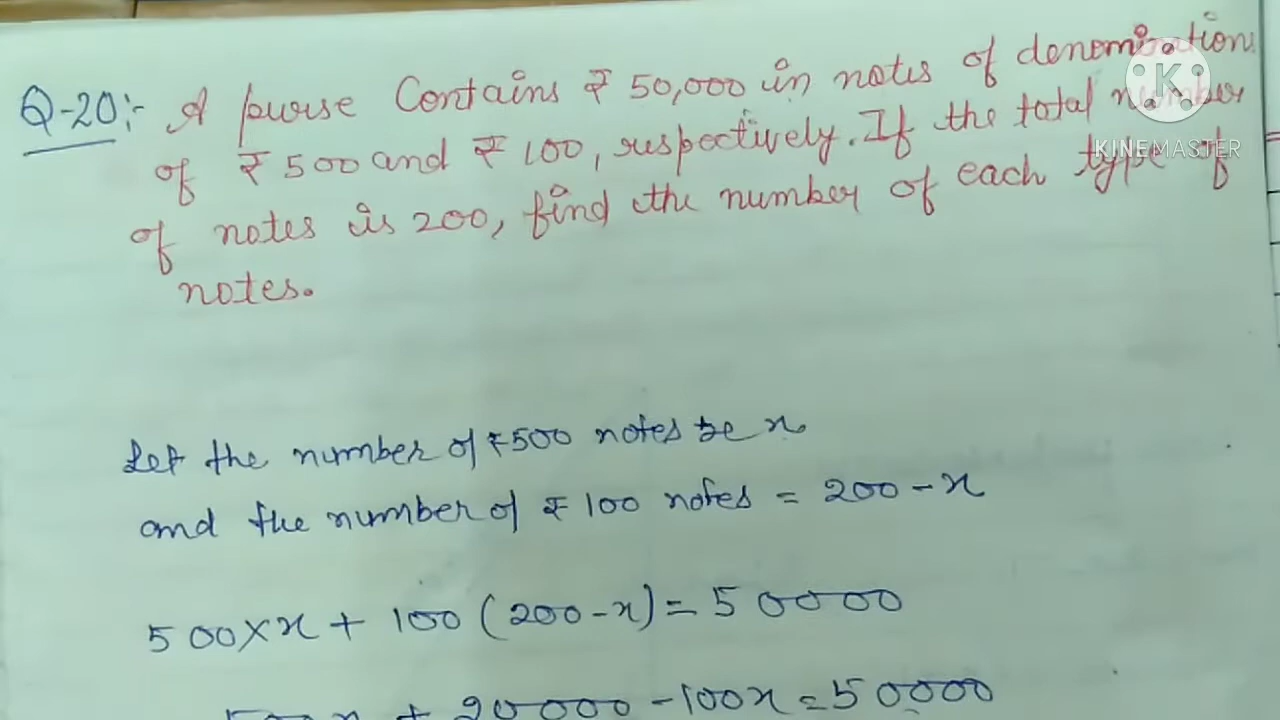 Q-20:- A purse Contains ₹ 50,000 in notes of denomination
of ₹ 500 and ₹ 100, respectively. If the total number
of notes is 200, find the number of each type of
notes.
KINEMASTER
Let the number of ₹500 notes be x
and the number of ₹ 100 notes = 200 - x
500 × x + 100 (200 - x) = 50000
500x + 20000 - 100x = 50000